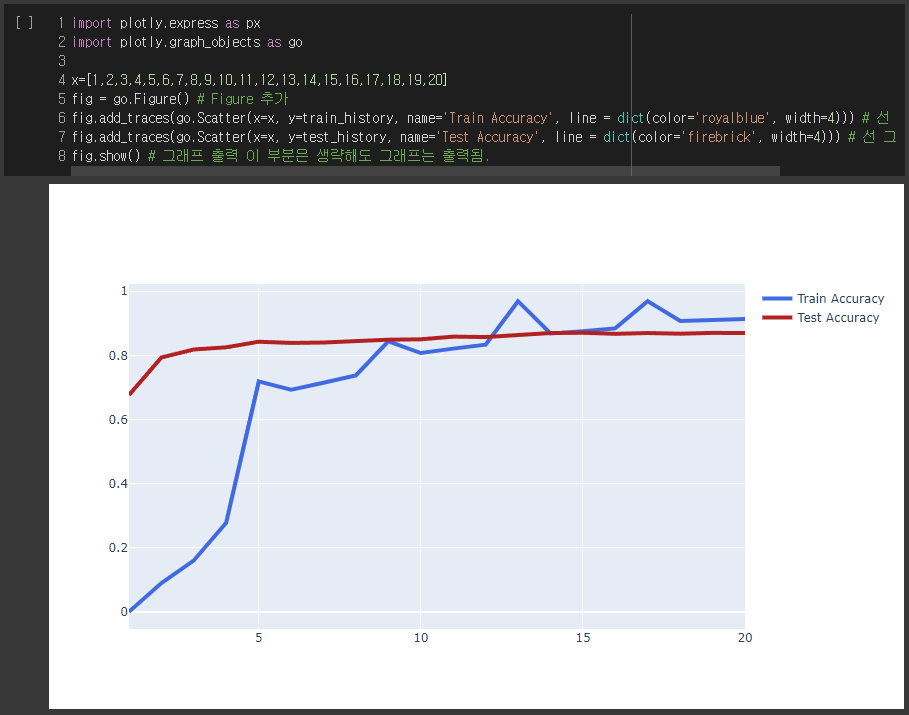 [ ] 1 import plotly.express as px
2 import plotly.graph_objects as go
3
4 x=[1,2,3,4,5,6,7,8,9,10,11,12,13,14,15,16,17,18,19,20]
5 fig = go.Figure() # Figure 추가
6 fig.add_traces(go.Scatter(x=x, y=train_history, name='Train Accuracy', line = dict(color='royalblue', width=4))) # 선
7 fig.add_traces(go.Scatter(x=x, y=test_history, name='Test Accuracy', line = dict(color='firebrick', width=4))) # 선 그
8 fig.show() # 그래프 출력 이 부분은 생략해도 그래프는 출력됨.
1
0.8
0.6
0.4
0.2
0
5 10 15 20
Train Accuracy
Test Accuracy